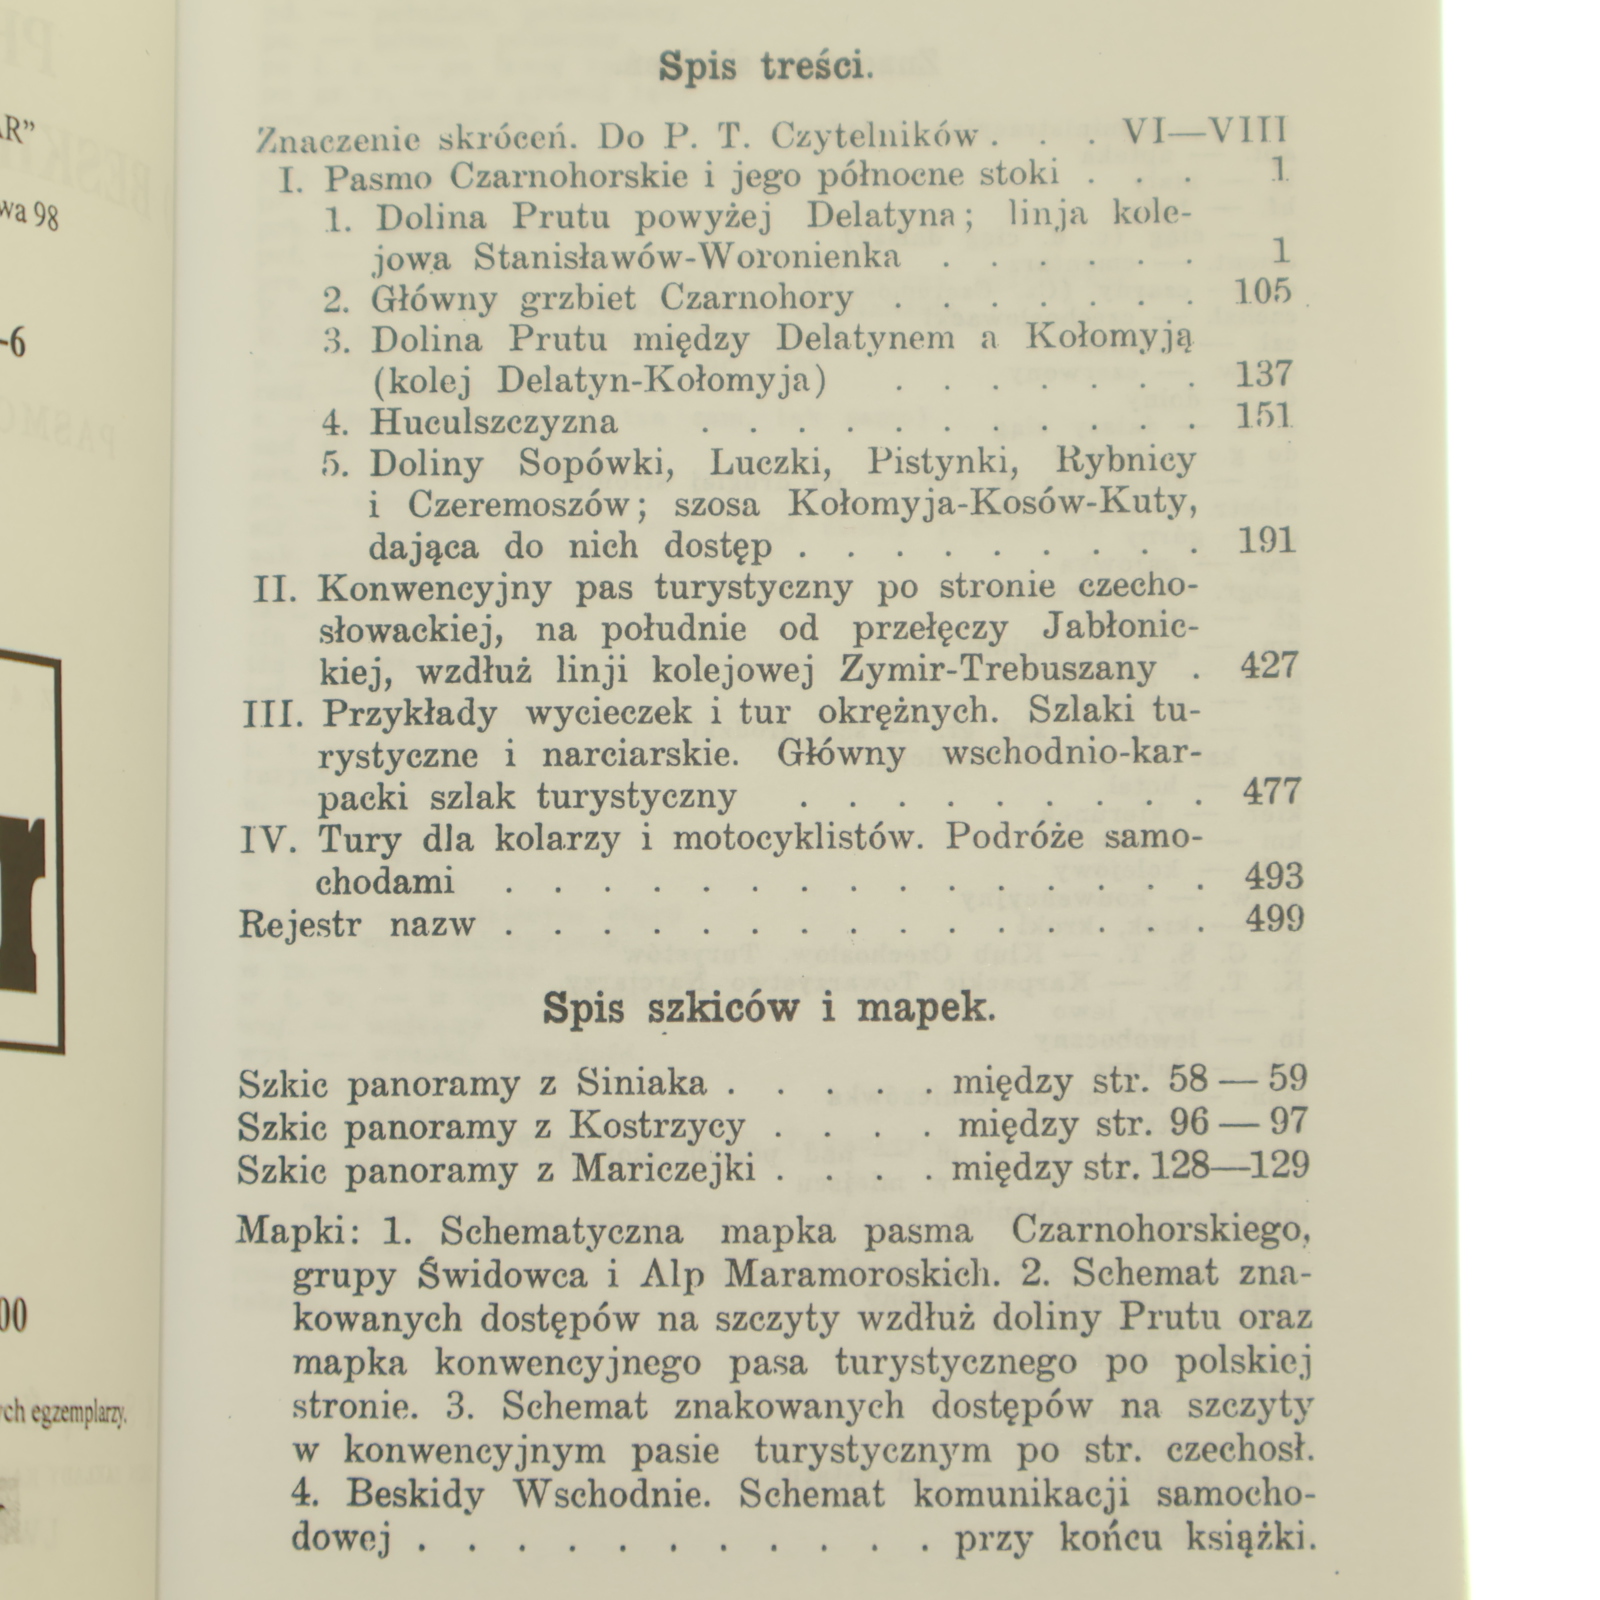 AR”
wa 98
-6
00
ch egzemplarzy.
Spis treści.
Znaczenie skróceń. Do P. T. Czytelników . . . VI—VIII
I. Pasmo Czarnohorskie i jego północne stoki . . . 1
1. Dolina Prutu powyżej Delatyna; linja kole-
jowa Stanisławów-Woronienka . . . . . . 1
2. Główny grzbiet Czarnohory . . . . . . . 105
3. Dolina Prutu między Delatynem a Kołomyją
(kolej Delatyn-Kołomyja) . . . . . . . 137
4. Huculszczyzna . . . . . . . . . . . 151
5. Doliny Sopówki, Luczki, Pistynki, Rybnicy
i Czeremoszów; szosa Kołomyja-Kosów-Kuty,
dająca do nich dostęp . . . . . . . . . 191
II. Konwencyjny pas turystyczny po stronie czecho-
słowackiej, na południe od przełęczy Jabłonic-
kiej, wzdłuż linji kolejowej Zymir-Trebuszany . 427
III. Przykłady wycieczek i tur okrężnych. Szlaki tu-
rystyczne i narciarskie. Główny wschodnio-kar-
packi szlak turystyczny . . . . . . . . . 477
IV. Tury dla kolarzy i motocyklistów. Podróże samo-
chodami . . . . . . . . . . . . . . . 493
Rejestr nazw . . . . . . . . . . . . . . . 499
Spis szkiców i mapek.
Szkic panoramy z Siniaka . . . . . między str. 58 — 59
Szkic panoramy z Kostrzycy . . . . między str. 96 — 97
Szkic panoramy z Mariczejki . . . . między str. 128—129
Mapki: 1. Schematyczna mapka pasma Czarnohorskiego,
grupy Świdowca i Alp Maramoroskich. 2. Schemat zna-
kowanych dostępów na szczyty wzdłuż doliny Prutu oraz
mapka konwencyjnego pasa turystycznego po polskiej
stronie. 3. Schemat znakowanych dostępów na szczyty
w konwencyjnym pasie turystycznym po str. czechosł.
4. Beskidy Wschodnie. Schemat komunikacji samocho-
dowej . . . . . . . . . . . przy końcu książki.